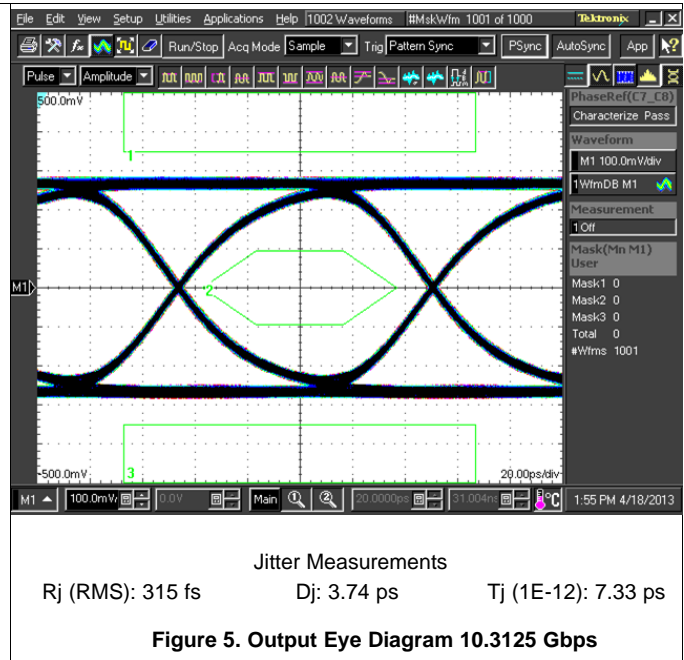 File Edit View Setup Utilities Applications Help 1002 Waveforms #MskWfm 1001 of 1000 Tektronix
Run/Stop Acq Mode Sample Trig Pattern Sync PSync AutoSync App
Pulse Amplitude
500.0mV
PhaseRef(C7_C8)
Characterize Pass
Waveform
M1 100.0mV/div
1 WfmDB M1
Measurement
1 Off
Mask(Mn M1)
User
Mask1 0
Mask2 0
Mask3 0
Total 0
#Wfms 1001
1
M1
2
3
-500.0mV
20.00ps/div
M1 100.0mV/ 0.0V Main 1 2 20.0000ps 31.004ns °C 1:55 PM 4/18/2013
Jitter Measurements
Rj (RMS): 315 fs Dj: 3.74 ps Tj (1E-12): 7.33 ps
Figure 5. Output Eye Diagram 10.3125 Gbps